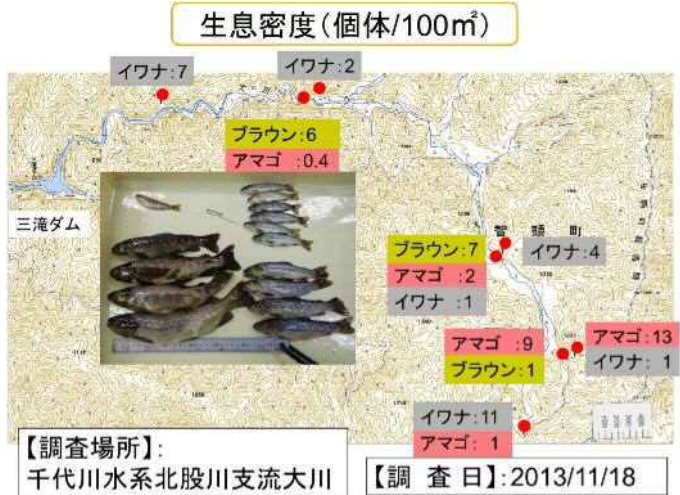 生息密度(個体/100㎡)
イワナ:7
イワナ:2
ブラウン:6
アマゴ:0.4
三滝ダム
智頭町
ブラウン:7
アマゴ:2
イワナ:1
イワナ:4
アマゴ:9
ブラウン:1
アマゴ:13
イワナ:1
イワナ:11
アマゴ:1
【調査場所】:
千代川水系北股川支流大川
【調査日】:2013/11/18